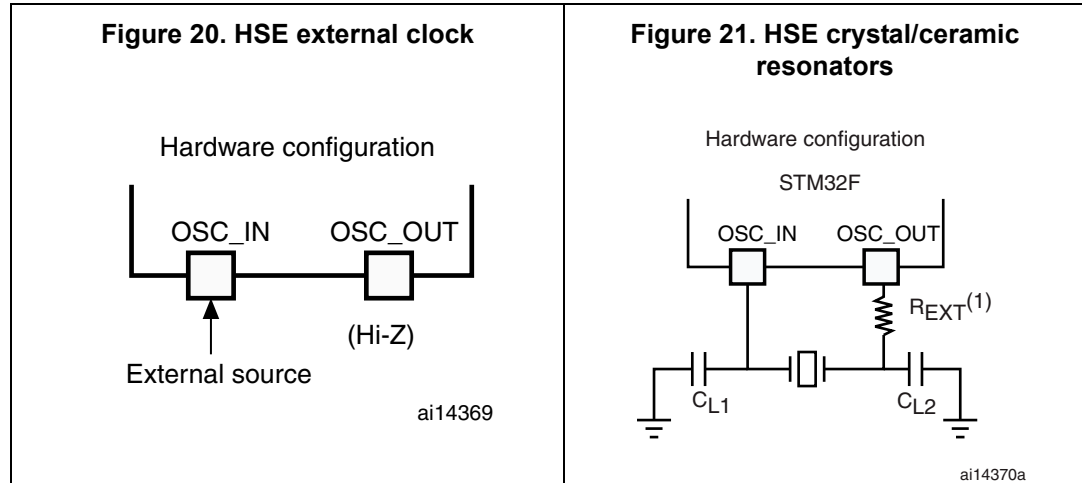 Figure 20. HSE external clock
Hardware configuration
OSC_IN OSC_OUT
(Hi-Z)
External source
ai14369
Figure 21. HSE crystal/ceramic
resonators
Hardware configuration
STM32F
OSC_IN OSC_OUT
REXT(1)
CL1
CL2
ai14370a